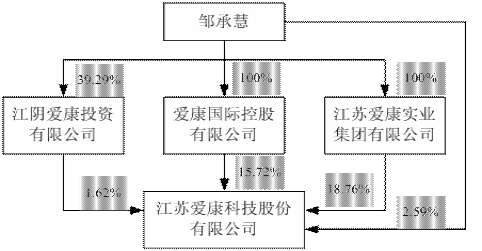 邹承慧
39.29%
100%
100%
江阴爱康投资
有限公司
爱康国际控股
有限公司
江苏爱康实业
集团有限公司
1.62%
15.72%
18.76%
2.59%
江苏爱康科技股份
有限公司